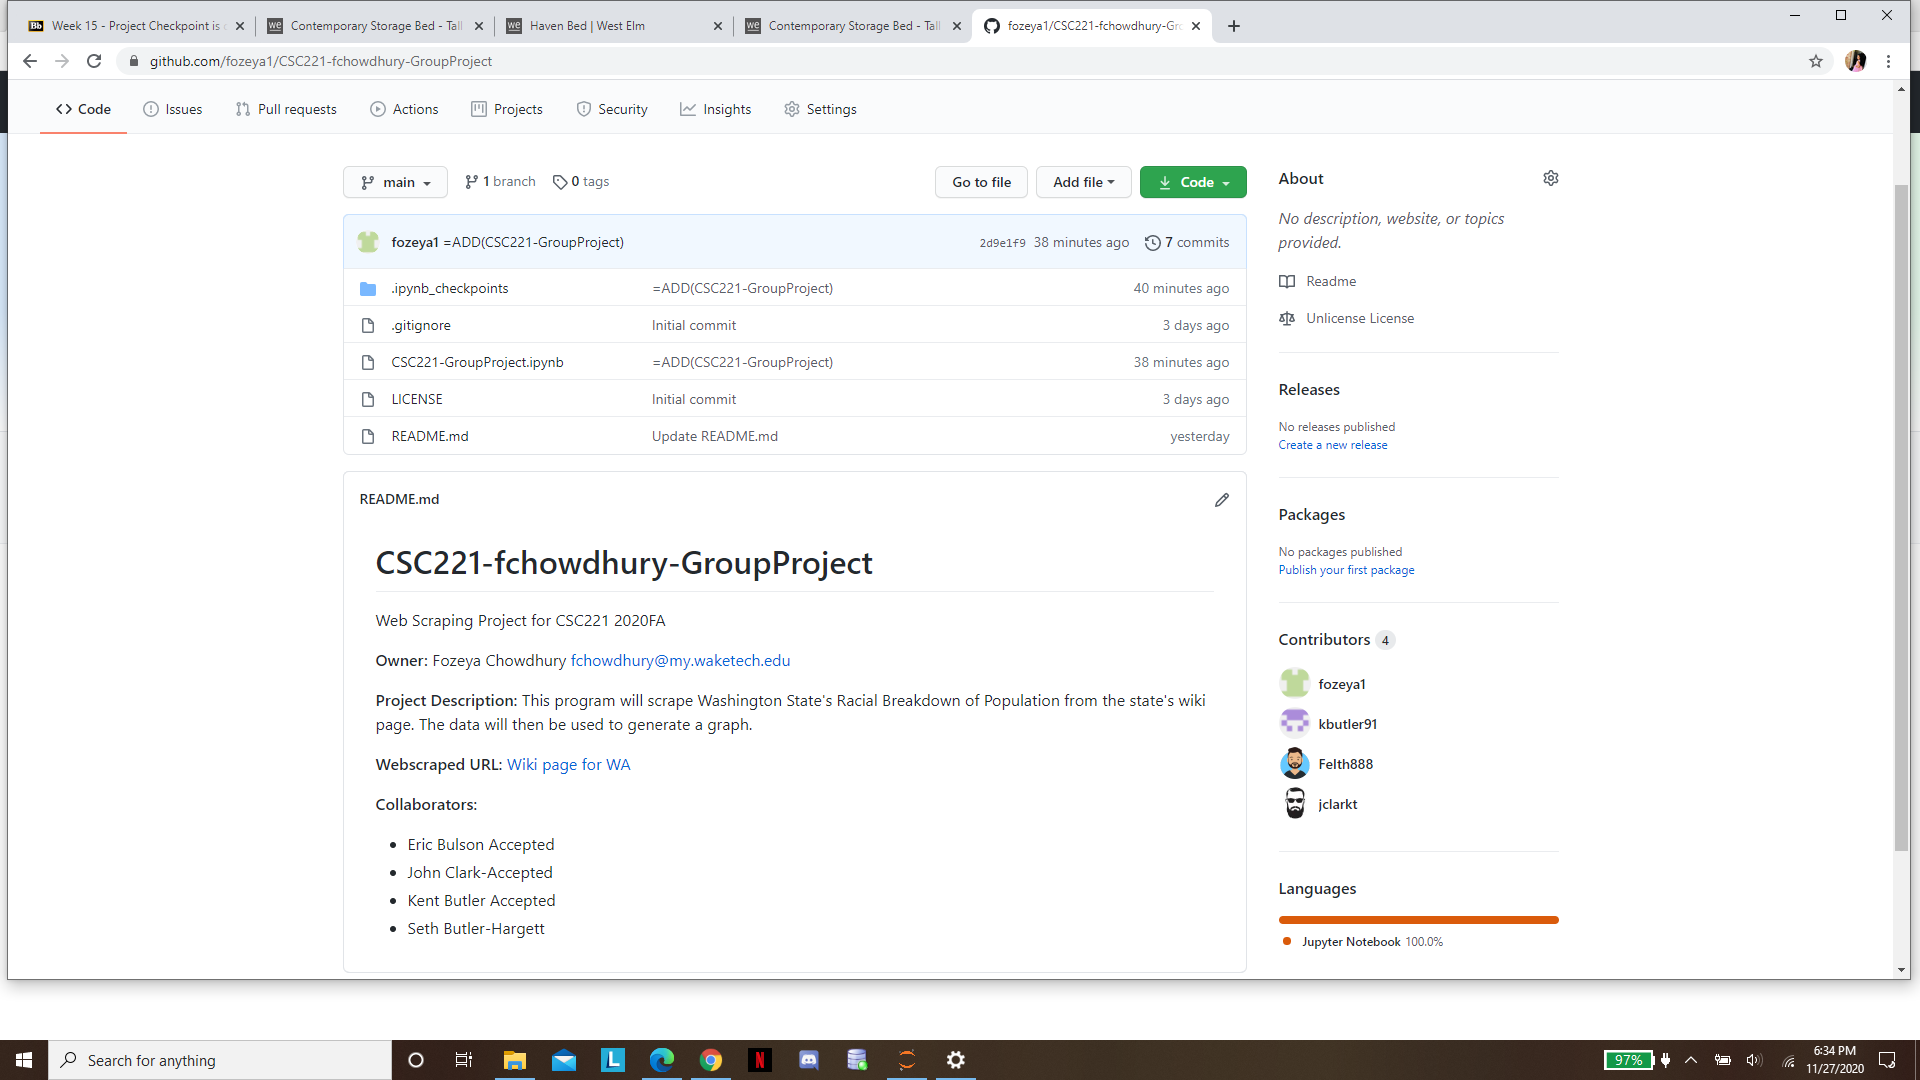 Week 15 - Project Checkpoint is
Contemporary Storage Bed - Tall
Haven Bed | West Elm
Contemporary Storage Bed - Tall
fozeya1/CSC221-fchowdhury-Gro
github.com/fozeya1/CSC221-fchowdhury-GroupProject
Code
Issues
Pull requests
Actions
Projects
Security
Insights
Settings
main
1 branch
0 tags
Go to file
Add file
Code
fozeya1 =ADD(CSC221-GroupProject)
2d9e1f9 38 minutes ago
7 commits
.ipynb_checkpoints
=ADD(CSC221-GroupProject)
40 minutes ago
.gitignore
Initial commit
3 days ago
CSC221-GroupProject.ipynb
=ADD(CSC221-GroupProject)
38 minutes ago
LICENSE
Initial commit
3 days ago
README.md
Update README.md
yesterday
README.md
CSC221-fchowdhury-GroupProject
Web Scraping Project for CSC221 2020FA
Owner: Fozeya Chowdhury fchowdhury@my.waketech.edu
Project Description: This program will scrape Washington State's Racial Breakdown of Population from the state's wiki
page. The data will then be used to generate a graph.
Webscraped URL: Wiki page for WA
Collaborators:
Eric Bulson Accepted
John Clark-Accepted
Kent Butler Accepted
Seth Butler-Hargett
About
No description, website, or topics
provided.
Readme
Unlicense License
Releases
No releases published
Create a new release
Packages
No packages published
Publish your first package
Contributors 4
fozeya1
kbutler91
Felth888
jclarkt
Languages
Jupyter Notebook 100.0%
Search for anything
97%
6:34 PM
11/27/2020